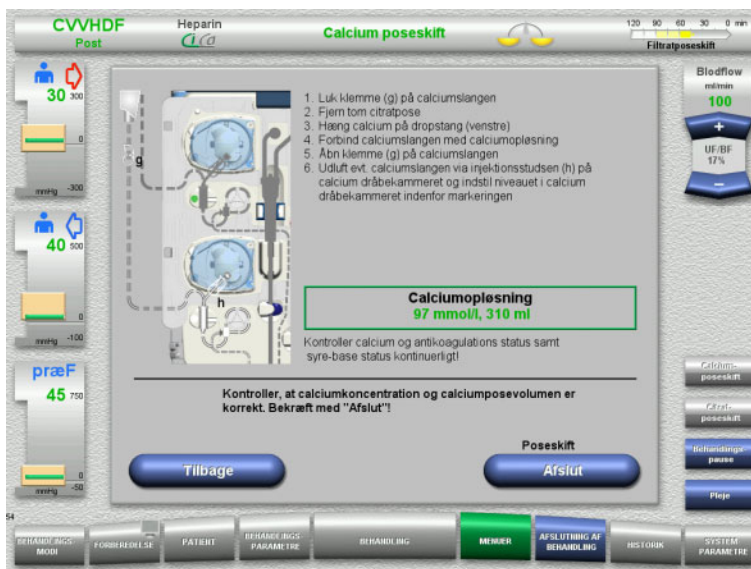 CVVHDF
Post
Heparin
CiCa
Calcium poseskift
120 90 60 30 0 min
Filtratposeskift
30 300
0
mmHg -300
40 500
0
mmHg -100
præF
45 750
0
mmHg -50
g
h
1. Luk klemme (g) på calciumslangen
2. Fjern tom citratpose
3. Hæng calcium på dropstang (venstre)
4. Forbind calciumslangen med calciumopløsning
5. Åbn klemme (g) på calciumslangen
6. Udluft evt. calciumslangen via injektionsstudsen (h) på
calcium dråbekammeret og indstil niveauet i calcium
dråbekammeret indenfor markeringen
Calciumopløsning
97 mmol/l, 310 ml
Kontroller calcium og antikoagulations status samt
syre-base status kontinuerligt!
Kontroller, at calciumkoncentration og calciumposevolumen er
korrekt. Bekræft med "Afslut"!
Poseskift
Tilbage
Afslut
Blodflow
ml/min
100
+
UF/BF
17%
−
Calcium-
poseskift
Citrat-
poseskift
Behandlings-
pause
Pleje
54
BEHANDLINGS-
MODI
FORBEREDELSE
PATIENT
BEHANDLINGS-
PARAMETRE
BEHANDLING
MENUER
AFSLUTNING AF
BEHANDLING
HISTORIK
SYSTEM
PARAMETRE